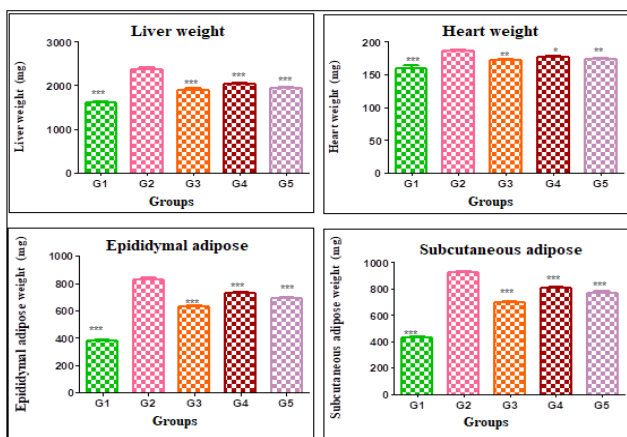 Liver weight
Liver weight (mg)
3000
2000
1000
0
***
***
***
***
G1 G2 G3 G4 G5
Groups
Heart weight
Heart weight (mg)
200
150
100
50
0
***
**
*
**
G1 G2 G3 G4 G5
Groups
Epididymal adipose
Epididymal adipose weight (mg)
1000
800
600
400
200
0
***
***
***
***
G1 G2 G3 G4 G5
Groups
Subcutaneous adipose
Subcutaneous adipose weight (mg)
1000
800
600
400
200
0
***
***
***
***
G1 G2 G3 G4 G5
Groups